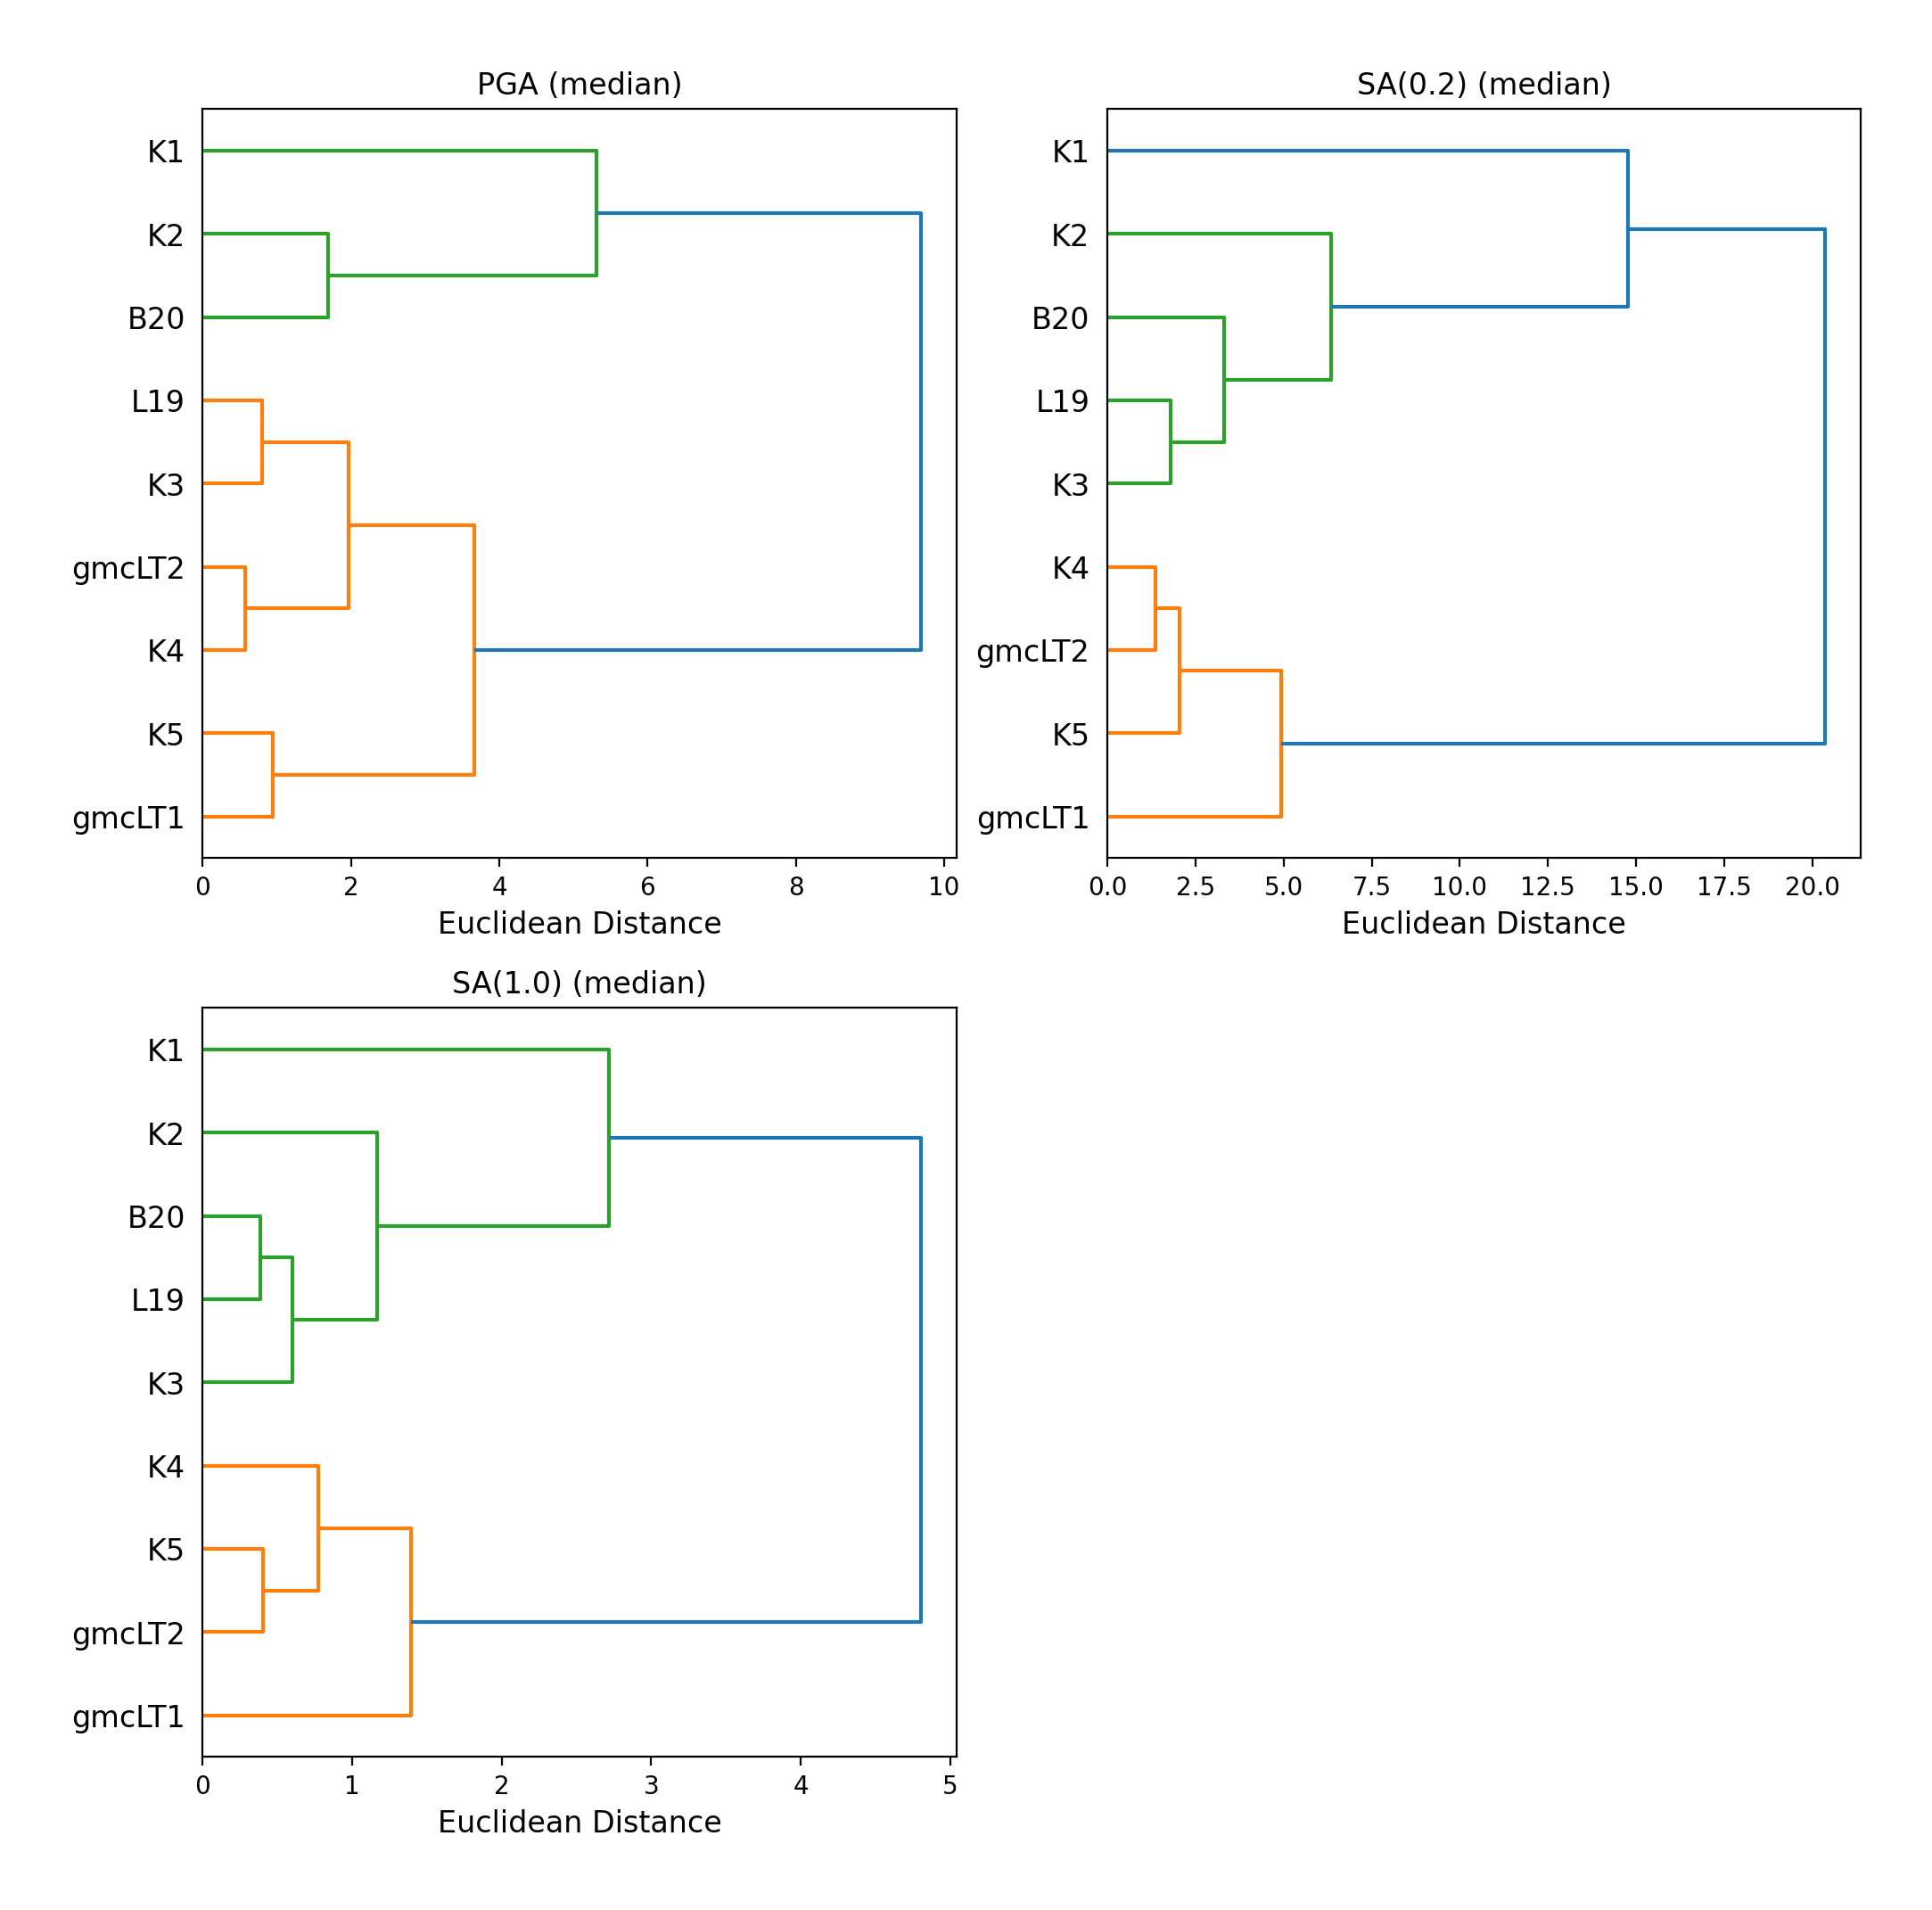 PGA (median)
K1
K2
B20
L19
K3
gmcLT2
K4
K5
gmcLT1
0 2 4 6 8 10
Euclidean Distance
SA(0.2) (median)
K1
K2
B20
L19
K3
K4
gmcLT2
K5
gmcLT1
0.0 2.5 5.0 7.5 10.0 12.5 15.0 17.5 20.0
Euclidean Distance
SA(1.0) (median)
K1
K2
B20
L19
K3
K4
K5
gmcLT2
gmcLT1
0 1 2 3 4 5
Euclidean Distance